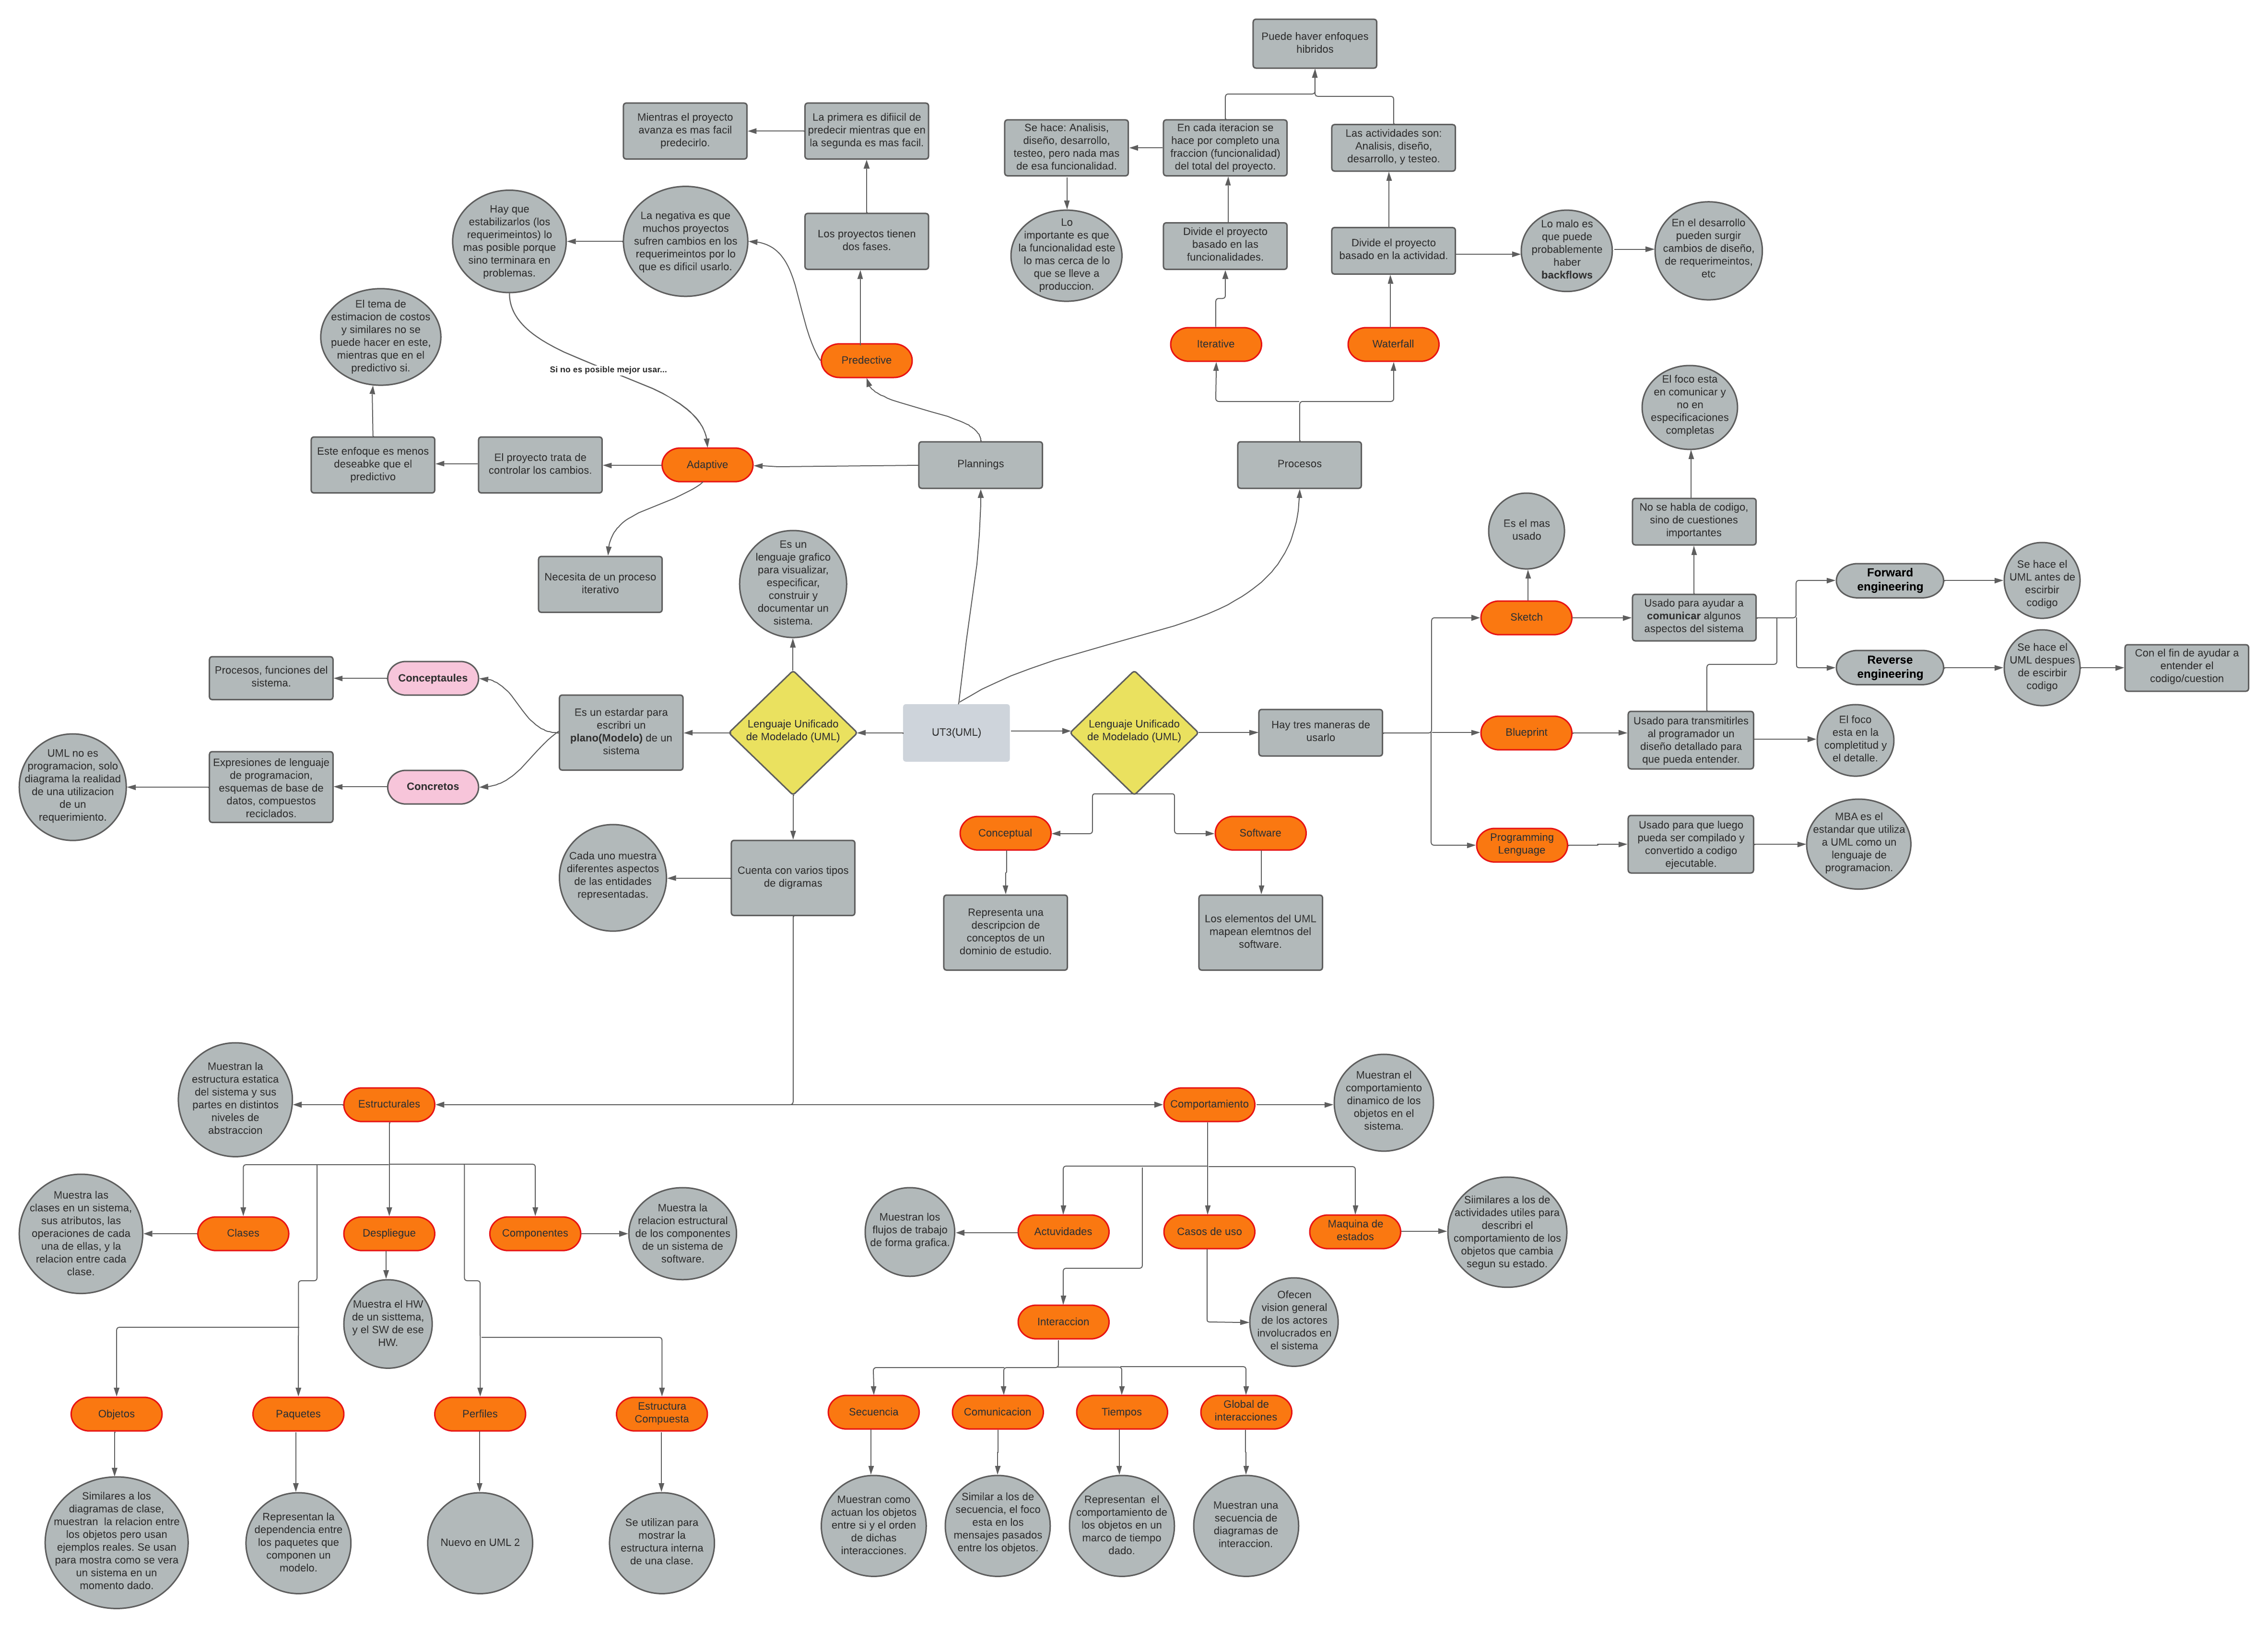 Puede haver enfoques
hibridos
Mientras el proyecto
avanza es mas facil
predecirlo.
La primera es difiicil de
predecir mientras que en
la segunda es mas facil.
Se hace: Analisis,
diseño, desarrollo,
testeo, pero nada mas
de esa funcionalidad.
En cada iteracion se
hace por completo una
fraccion (funcionalidad)
del total del proyecto.
Las actividades son:
Analisis, diseño,
desarrollo, y testeo.
Hay que
estabilizarlos (los
requerimeintos) lo
mas posible porque
sino terminara en
problemas.
La negativa es que
muchos proyectos
sufren cambios en los
requerimeintos por lo
que es dificil usarlo.
Los proyectos tienen
dos fases.
Lo
importante es que
la funcionalidad este
lo mas cerca de lo
que se lleve a
produccion.
Divide el proyecto
basado en las
funcionalidades.
Divide el proyecto
basado en la actividad.
Lo malo es
que puede
probablemente
haber
backflows
En el desarrollo
pueden surgir
cambios de diseño,
de requerimeintos,
etc
El tema de
estimacion de costos
y similares no se
puede hacer en este,
mientras que en el
predictivo si.
Si no es posible mejor usar...
Predective
Iterative
Waterfall
El foco esta
en comunicar y
no en
especificaciones
completas
Este enfoque es menos
deseabke que el
predictivo
El proyecto trata de
controlar los cambios.
Adaptive
Plannings
Procesos
Necesita de un proceso
iterativo
Es un
lenguaje grafico
para visualizar,
especificar,
construir y
documentar un
sistema.
Es el mas
usado
No se habla de codigo,
sino de cuestiones
importantes
Sketch
Usado para ayudar a
comunicar algunos
aspectos del sistema
Forward
engineering
Se hace el
UML antes de
escirbir
codigo
Reverse
engineering
Se hace el
UML despues
de escirbir
codigo
Con el fin de ayudar a
entender el
codigo/cuestion
Procesos, funciones del
sistema.
Conceptaules
Es un estardar para
escribri un
plano(Modelo) de un
sistema
Lenguaje Unificado
de Modelado (UML)
UT3(UML)
Lenguaje Unificado
de Modelado (UML)
Hay tres maneras de
usarlo
Blueprint
Usado para transmitirles
al programador un
diseño detallado para
que pueda entender.
El foco
esta en la
completitud y
el detalle.
UML no es
programacion, solo
diagrama la realidad
de una utilizacion
de un
requerimiento.
Expresiones de lenguaje
de programacion,
esquemas de base de
datos, compuestos
reciclados.
Concretos
Cada uno muestra
diferentes aspectos
de las entidades
representadas.
Cuenta con varios tipos
de digramas
Conceptual
Software
Programming
Lenguage
Usado para que luego
pueda ser compilado y
convertido a codigo
ejecutable.
MBA es el
estandar que utiliza
a UML como un
lenguaje de
programacion.
Representa una
descripcion de
conceptos de un
dominio de estudio.
Los elementos del UML
mapean elemtnos del
software.
Muestran la
estructura estatica
del sistema y sus
partes en distintos
niveles de
abstraccion
Estructurales
Comportamiento
Muestran el
comportamiento
dinamico de los
objetos en el
sistema.
Muestra las
clases en un sistema,
sus atributos, las
operaciones de cada
una de ellas, y la
relacion entre cada
clase.
Clases
Despliegue
Componentes
Muestra la
relacion estructural
de los componentes
de un sistema de
software.
Muestran los
flujos de trabajo
de forma grafica.
Actuvidades
Casos de uso
Maquina de
estados
Siimilares a los de
actividades utiles para
describri el
comportamiento de los
objetos que cambia
segun su estado.
Muestra el HW
de un sisttema,
y el SW de ese
HW.
Interaccion
Ofecen
vision general
de los actores
involucrados en
el sistema
Objetos
Paquetes
Perfiles
Estructura
Compuesta
Secuencia
Comunicacion
Tiempos
Global de
interacciones
Similares a los
diagramas de clase,
muestran la relacion entre
los objetos pero usan
ejemplos reales. Se usan
para mostra como se vera
un sistema en un
momento dado.
Representan la
dependencia entre
los paquetes que
componen un
modelo.
Nuevo en UML 2
Se utilizan para
mostrar la
estructura interna
de una clase.
Muestran como
actuan los objetos
entre si y el orden
de dichas
interacciones.
Similar a los de
secuencia, el foco
esta en los
mensajes pasados
entre los objetos.
Representan el
comportamiento de
los objetos en un
marco de tiempo
dado.
Muestran una
secuencia de
diagramas de
interaccion.